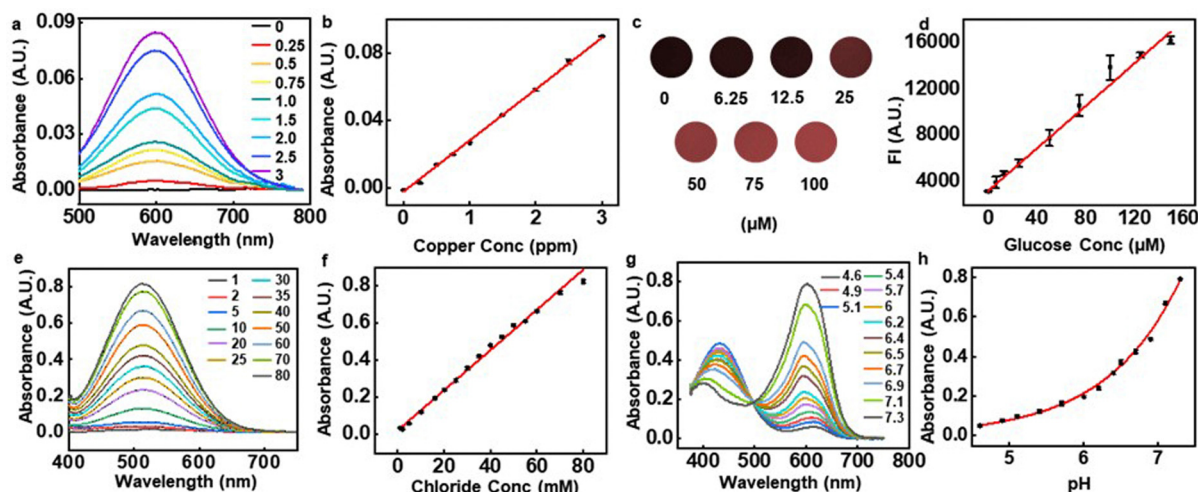 a
0.09
0.06
0.03
0.00
Absorbance (A.U.)
500 600 700 800
Wavelength (nm)
0
0.25
0.5
0.75
1.0
1.5
2.0
2.5
3
b
0.08
0.04
0.00
Absorbance (A.U.)
0 1 2 3
Copper Conc (ppm)
c
0 6.25 12.5 25
50 75 100
(µM)
d
16000
12000
8000
4000
FI (A.U.)
0 40 80 120 160
Glucose Conc (µM)
e
0.8
0.6
0.4
0.2
0.0
Absorbance (A.U.)
400 500 600 700
Wavelength (nm)
1 30
2 35
5 40
10 50
20 60
25 70
80
f
0.8
0.6
0.4
0.2
0.0
Absorbance (A.U.)
0 20 40 60 80
Chloride Conc (mM)
g
0.8
0.6
0.4
0.2
0.0
Absorbance (A.U.)
400 500 600 700 800
Wavelength (nm)
4.6 5.4
4.9 5.7
5.1 6
6.2
6.4
6.5
6.7
6.9
7.1
7.3
h
0.8
0.6
0.4
0.2
0.0
Absorbance (A.U.)
5 6 7
pH